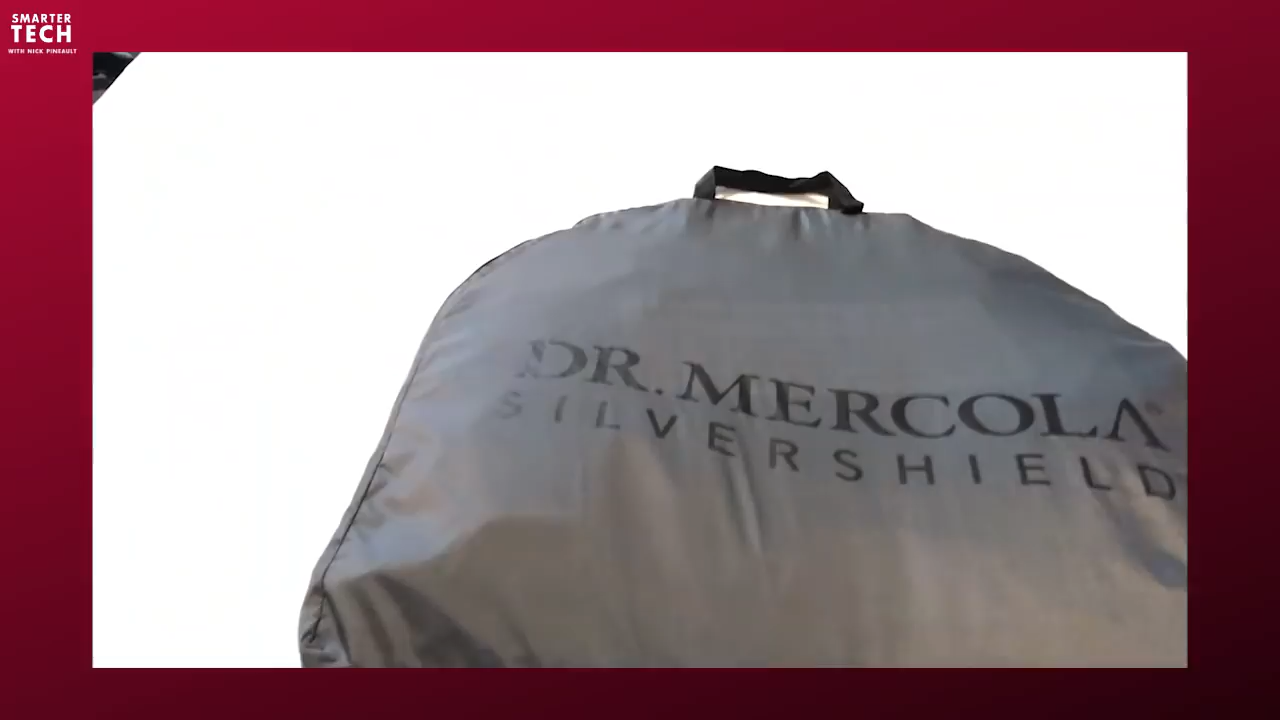 SMARTER
TECH
WITH NICK PINEAULT
DR. MERCOLA®
SILVERSHIELD